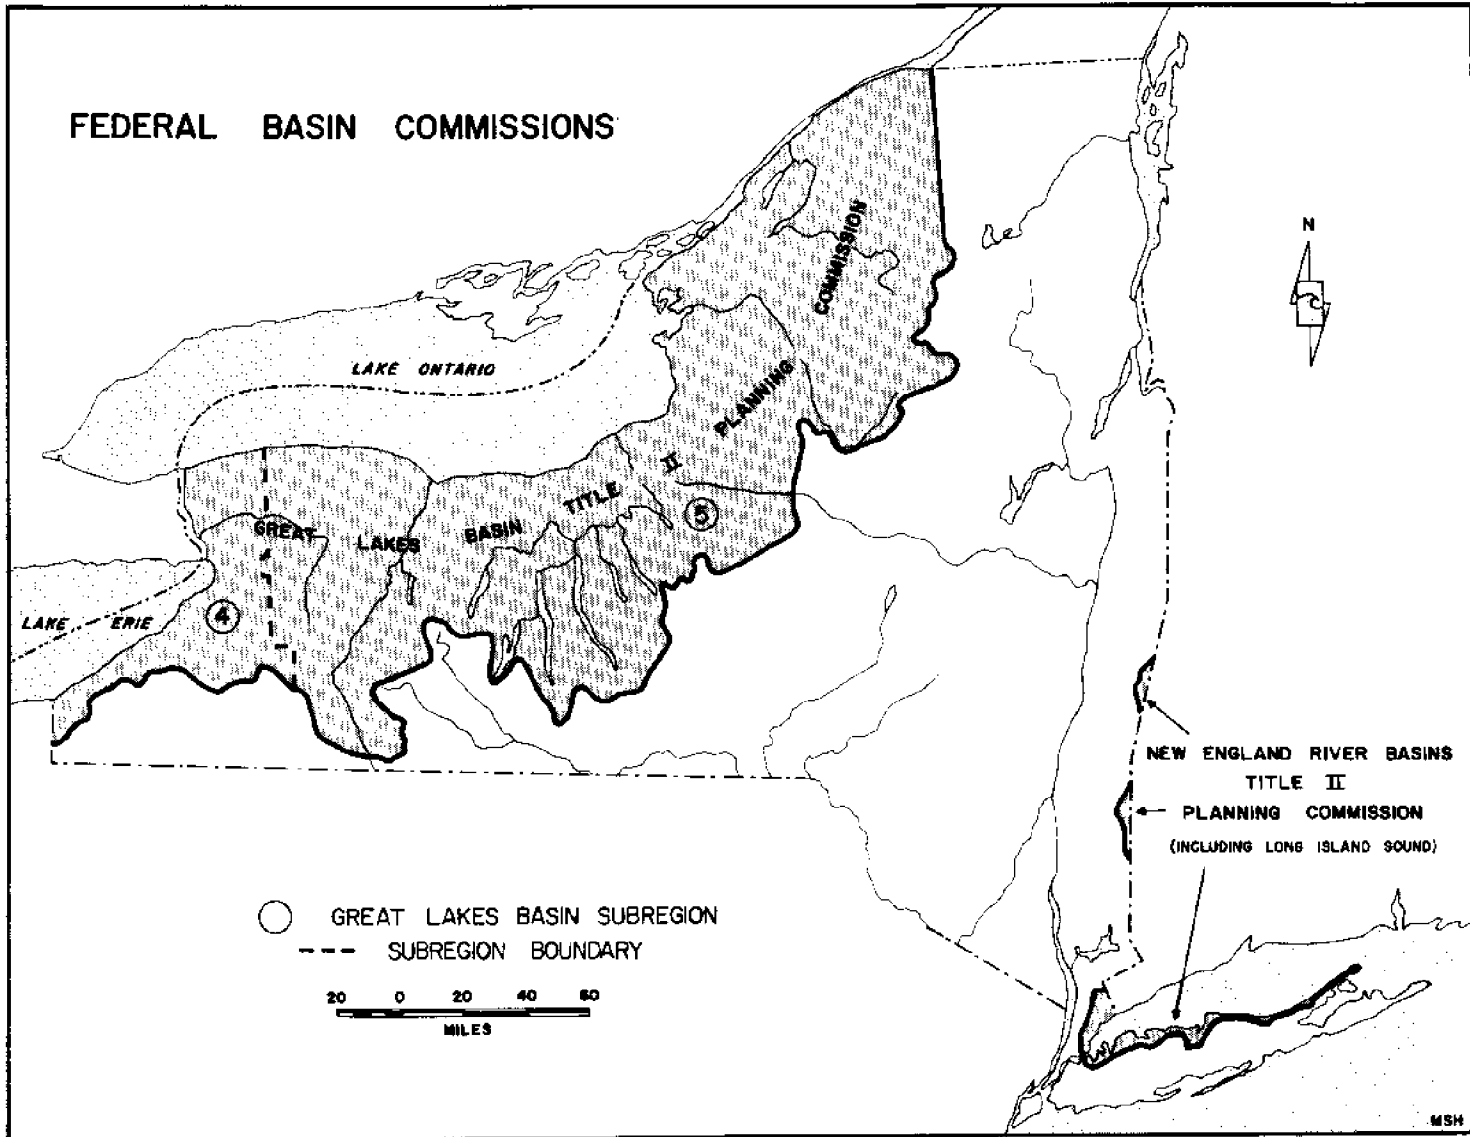 FEDERAL BASIN COMMISSIONS
N
COMMISSION
PLANNING
LAKE ONTARIO
II
TITLE
BASIN
5
GREAT
LAKES
4
LAKE ERIE
NEW ENGLAND RIVER BASINS
TITLE II
PLANNING COMMISSION
(INCLUDING LONG ISLAND SOUND)
GREAT LAKES BASIN SUBREGION
SUBREGION BOUNDARY
20 0 20 40 60
MILES
MSH